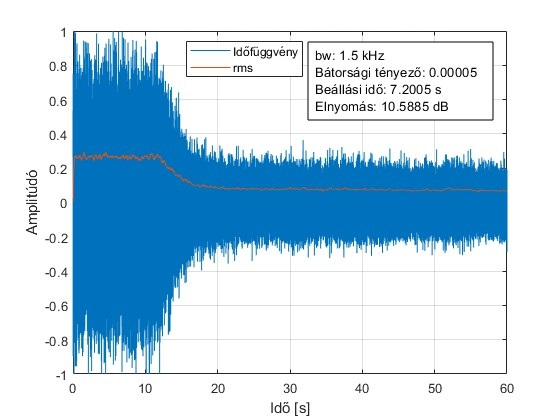 Időfüggvény
rms
bw: 1.5 kHz
Bátorsági tényező: 0.00005
Beállási idő: 7.2005 s
Elnyomás: 10.5885 dB
Amplitúdó
1
0.8
0.6
0.4
0.2
0
-0.2
-0.4
-0.6
-0.8
-1
0 10 20 30 40 50 60
Idő [s]